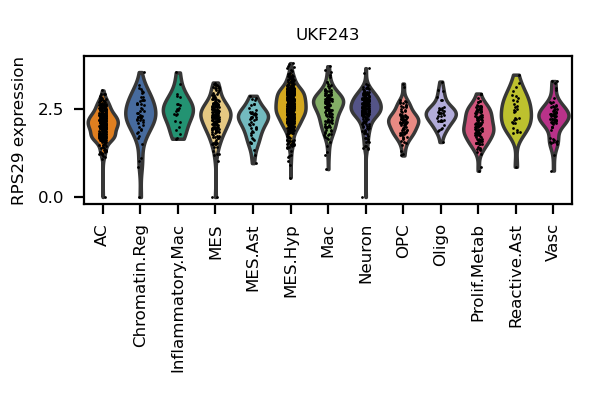 UKF243
RPS29 expression
2.5
0.0
AC
Chromatin.Reg
Inflammatory.Mac
MES
MES.Ast
MES.Hyp
Mac
Neuron
OPC
Oligo
Prolif.Metab
Reactive.Ast
Vasc